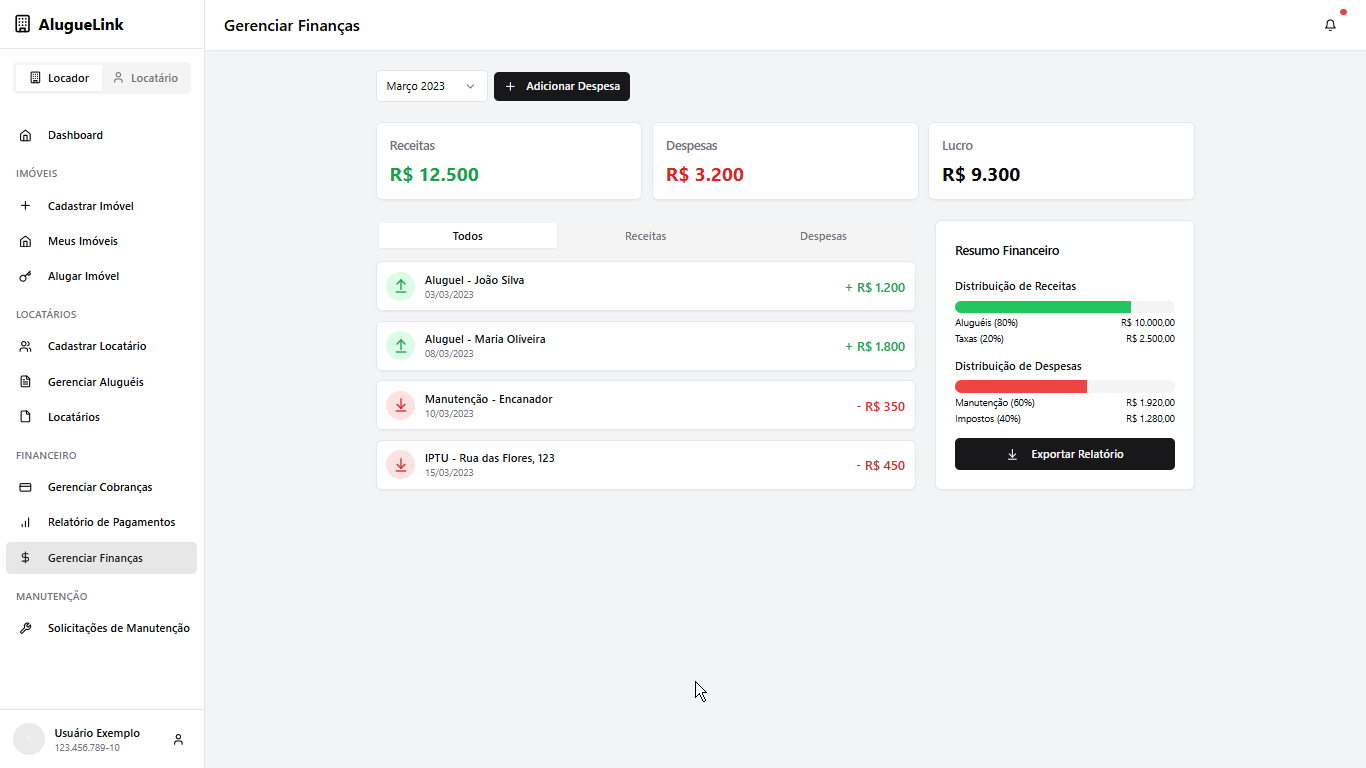 AlugueLink
Locador
Locatário
Dashboard
IMÓVEIS
Cadastrar Imóvel
Meus Imóveis
Alugar Imóvel
LOCATÁRIOS
Cadastrar Locatário
Gerenciar Aluguéis
Locatários
FINANCEIRO
Gerenciar Cobranças
Relatório de Pagamentos
Gerenciar Finanças
MANUTENÇÃO
Solicitações de Manutenção
Usuário Exemplo
123.456.789-10
Gerenciar Finanças
Março 2023
Adicionar Despesa
Receitas
R$ 12.500
Despesas
R$ 3.200
Lucro
R$ 9.300
Todos
Receitas
Despesas
Aluguel - João Silva
03/03/2023
+ R$ 1.200
Aluguel - Maria Oliveira
08/03/2023
+ R$ 1.800
Manutenção - Encanador
10/03/2023
- R$ 350
IPTU - Rua das Flores, 123
15/03/2023
- R$ 450
Resumo Financeiro
Distribuição de Receitas
Aluguéis (80%) R$ 10.000,00
Taxas (20%) R$ 2.500,00
Distribuição de Despesas
Manutenção (60%) R$ 1.920,00
Impostos (40%) R$ 1.280,00
Exportar Relatório